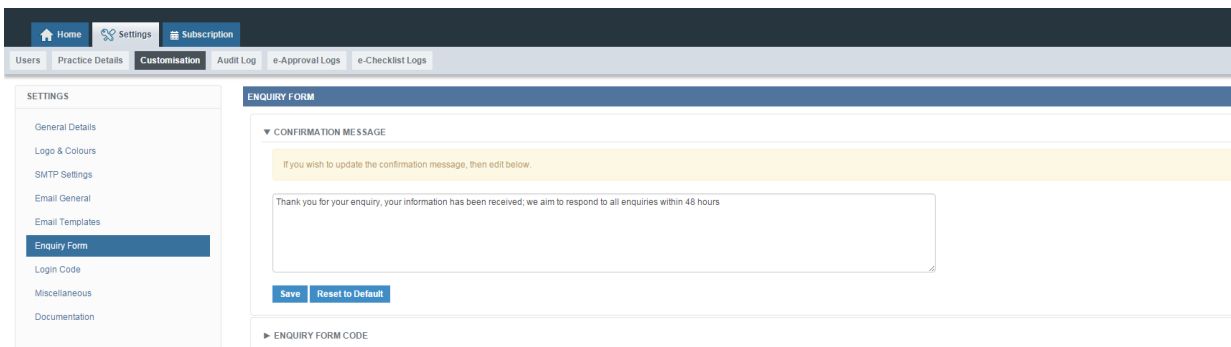 Home Settings Subscription
Users Practice Details Customisation Audit Log e-Approval Logs e-Checklist Logs
SETTINGS
General Details
Logo & Colours
SMTP Settings
Email General
Email Templates
Enquiry Form
Login Code
Miscellaneous
Documentation
ENQUIRY FORM
▼ CONFIRMATION MESSAGE
If you wish to update the confirmation message, then edit below.
Thank you for your enquiry, your information has been received; we aim to respond to all enquiries within 48 hours
Save Reset to Default
► ENQUIRY FORM CODE